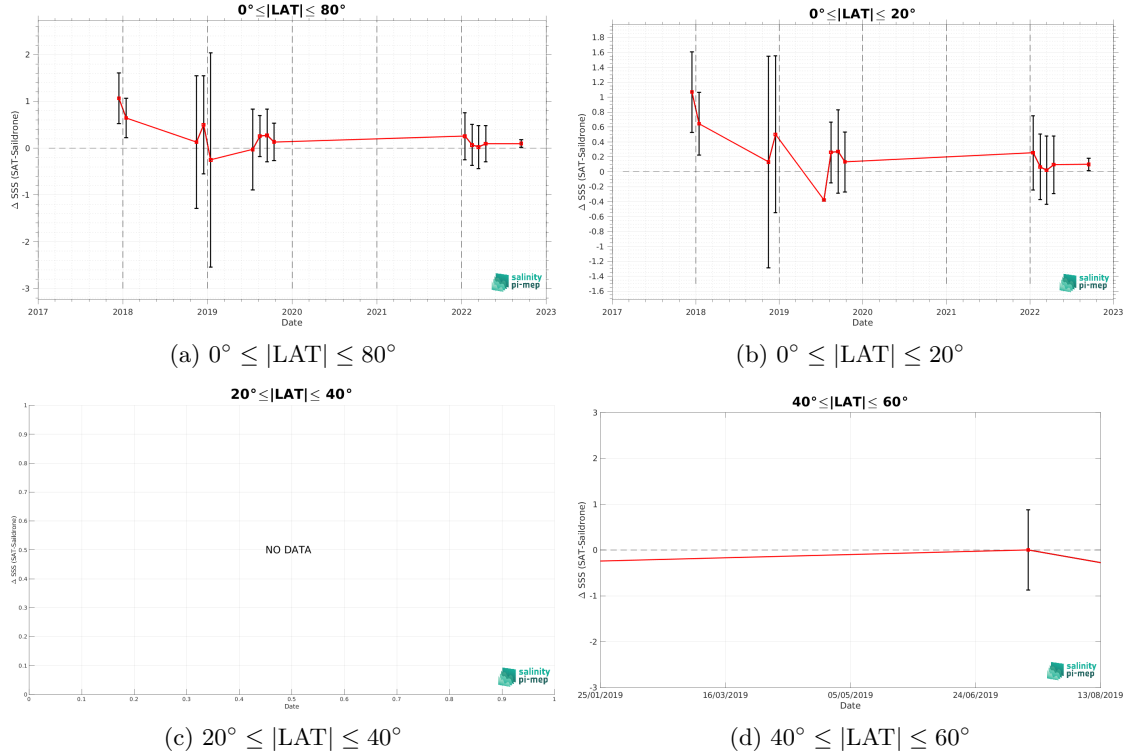 0°≤|LAT|≤ 80°
Δ SSS (SAT-Saildrone)
2
1
0
-1
-2
-3
2017 2018 2019 2020 2021 2022 2023
Date
salinity
pi-mep
(a) 0° ≤ |LAT| ≤ 80°
0°≤|LAT|≤ 20°
Δ SSS (SAT-Saildrone)
1.8
1.6
1.4
1.2
1
0.8
0.6
0.4
0.2
0
-0.2
-0.4
-0.6
-0.8
-1
-1.2
-1.4
-1.6
2017 2018 2019 2020 2021 2022 2023
Date
salinity
pi-mep
(b) 0° ≤ |LAT| ≤ 20°
20°≤|LAT|≤ 40°
Δ SSS (SAT-Saildrone)
1
0.9
0.8
0.7
0.6
0.5
0.4
0.3
0.2
0.1
0
NO DATA
0 0.1 0.2 0.3 0.4 0.5 0.6 0.7 0.8 0.9 1
Date
salinity
pi-mep
(c) 20° ≤ |LAT| ≤ 40°
40°≤|LAT|≤ 60°
Δ SSS (SAT-Saildrone)
3
2
1
0
-1
-2
-3
25/01/2019 16/03/2019 05/05/2019 24/06/2019 13/08/2019
Date
salinity
pi-mep
(d) 40° ≤ |LAT| ≤ 60°